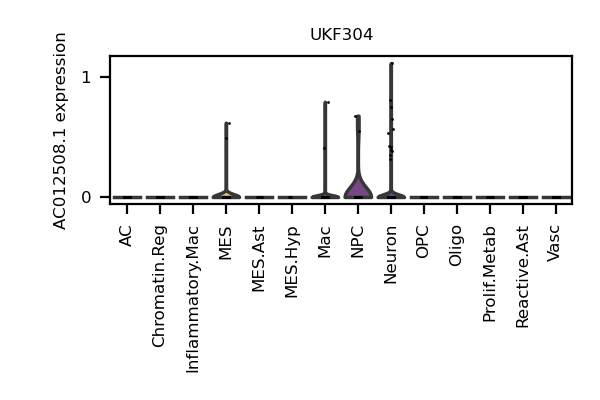 UKF304
AC012508.1 expression
1
0
AC
Chromatin.Reg
Inflammatory.Mac
MES
MES.Ast
MES.Hyp
Mac
NPC
Neuron
OPC
Oligo
Prolif.Metab
Reactive.Ast
Vasc